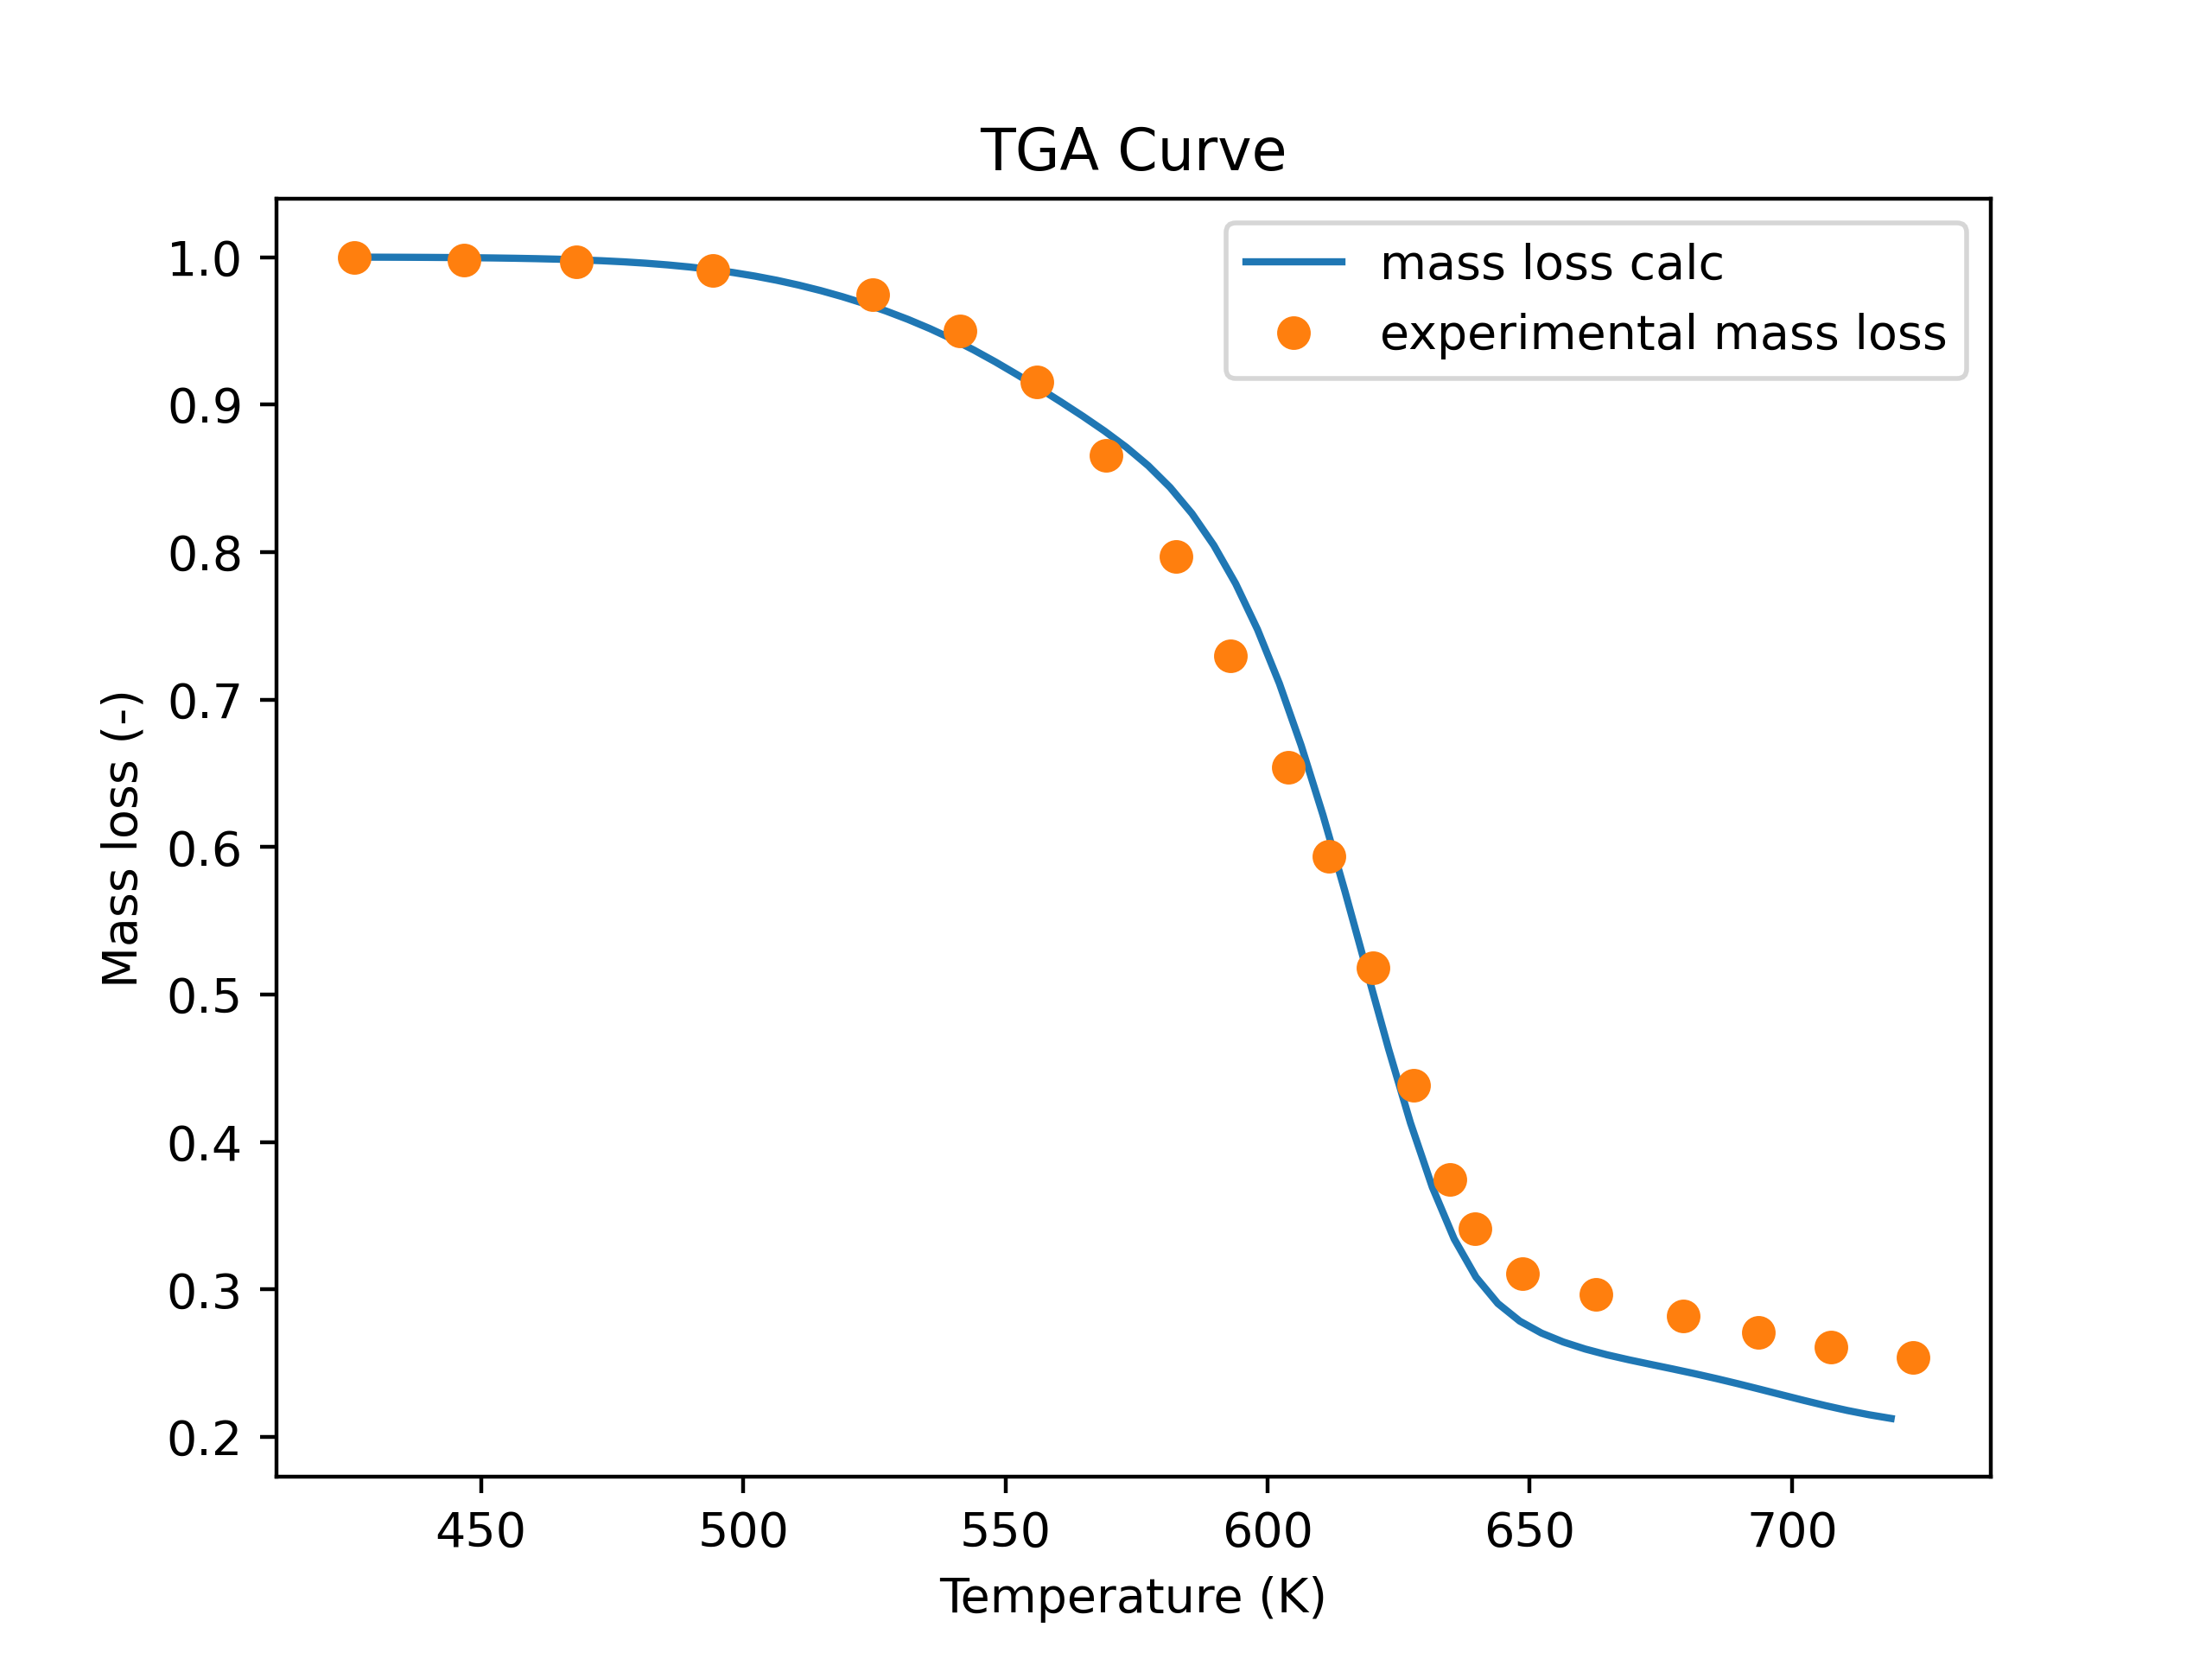 TGA Curve
mass loss calc
experimental mass loss
1.0
0.9
0.8
0.7
0.6
0.5
0.4
0.3
0.2
Mass loss (-)
450 500 550 600 650 700
Temperature (K)